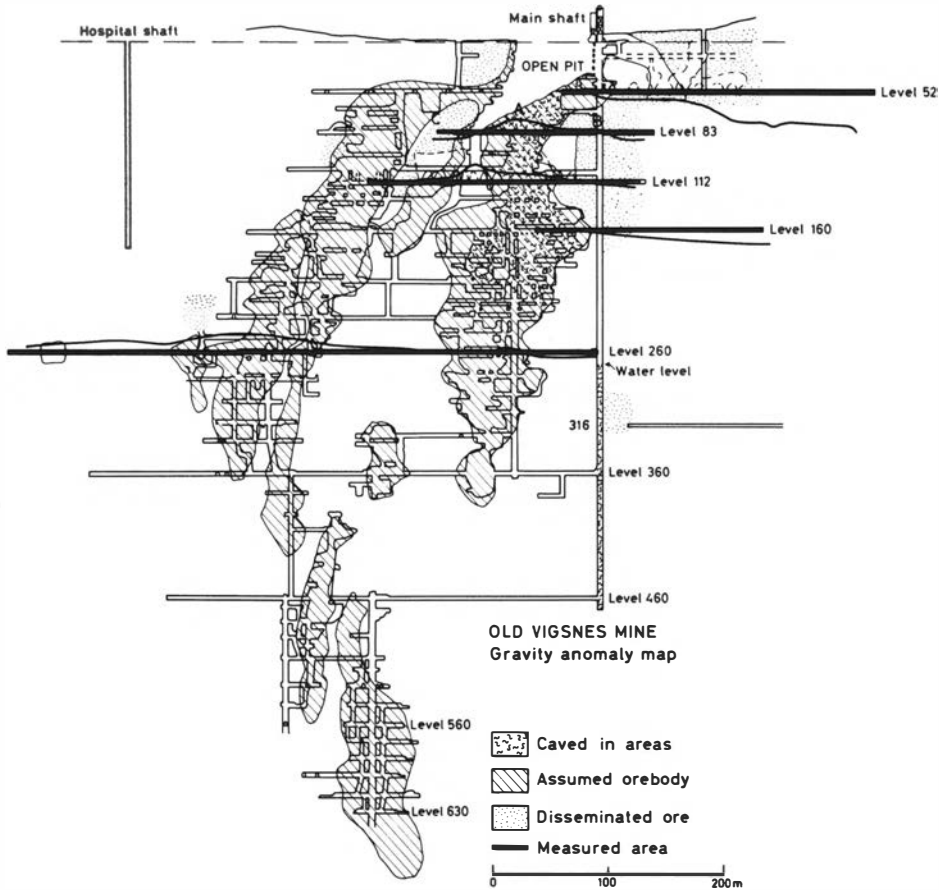 Main shaft
Hospital shaft
OPEN PIT
A
Level 83
Level 112
Level 160
Level 260
Water level
316
Level 360
Level 460
OLD VIGSNES MINE
Gravity anomaly map
Level 560
Level 630
Caved in areas
Assumed orebody
Disseminated ore
Measured area
0 100 200m